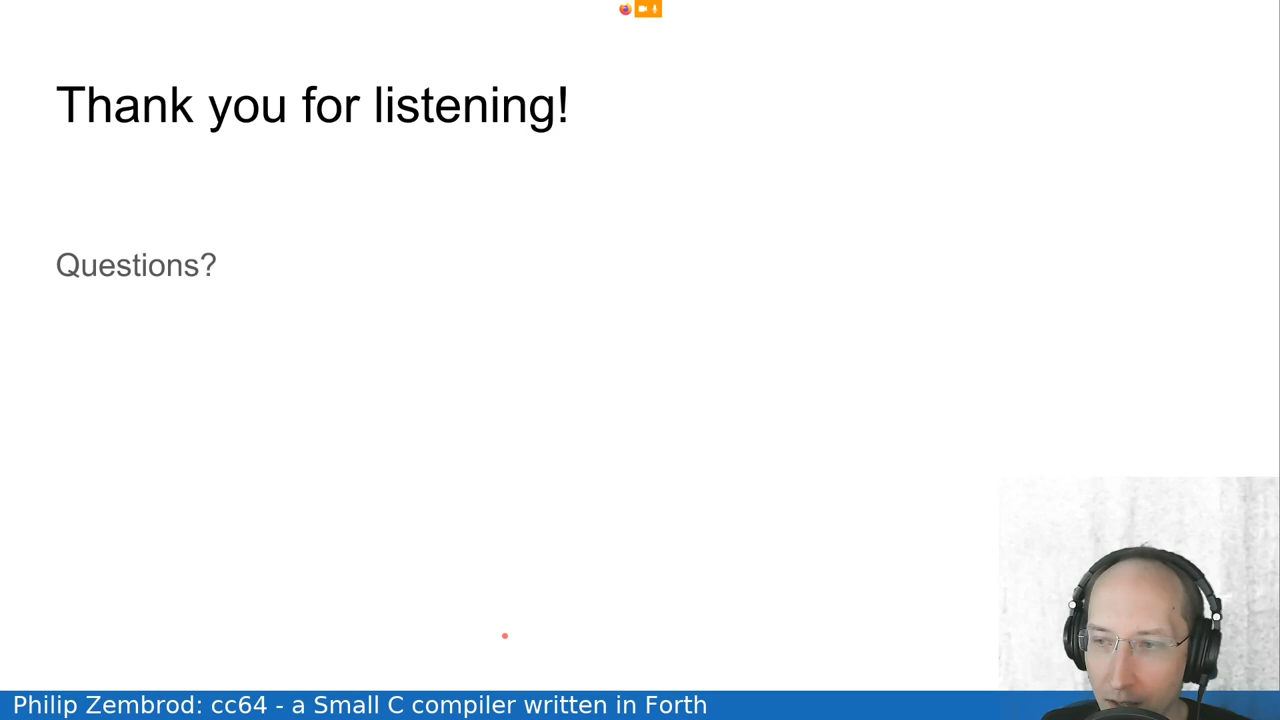 Thank you for listening!
Questions?
Philip Zembrod: cc64 - a Small C compiler written in Forth